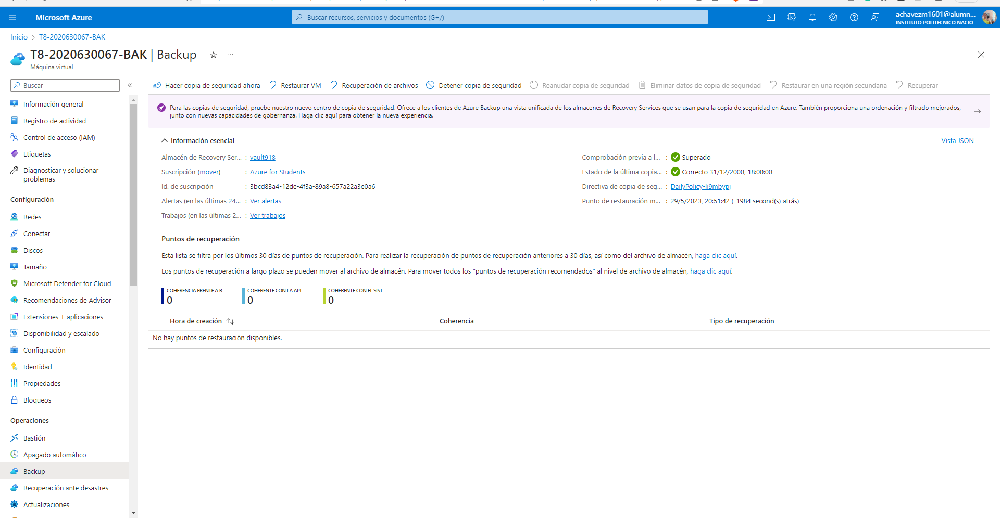 Microsoft Azure
Buscar recursos, servicios y documentos (G+/)
achavezm1601@alumn...
INSTITUTO POLITECNICO NACIO...
Inicio
T8-2020630067-BAK
T8-2020630067-BAK | Backup
Máquina virtual
Buscar
Información general
Registro de actividad
Control de acceso (IAM)
Etiquetas
Diagnosticar y solucionar
problemas
Configuración
Redes
Conectar
Discos
Tamaño
Microsoft Defender for Cloud
Recomendaciones de Advisor
Extensiones + aplicaciones
Disponibilidad y escalado
Configuración
Identidad
Propiedades
Bloqueos
Operaciones
Bastión
Apagado automático
Backup
Recuperación ante desastres
Actualizaciones
Hacer copia de seguridad ahora
Restaurar VM
Recuperación de archivos
Detener copia de seguridad
Reanudar copia de seguridad
Eliminar datos de copia de seguridad
Restaurar en una región secundaria
Recuperar
Para las copias de seguridad, pruebe nuestro nuevo centro de copia de seguridad. Ofrece a los clientes de Azure Backup una vista unificada de los almacenes de Recovery Services que se usan para la copia de seguridad en Azure. También proporciona una ordenación y filtrado mejorados,
junto con nuevas capacidades de gobernanza. Haga clic aquí para obtener la nueva experiencia.
Información esencial
Vista JSON
Almacén de Recovery Ser... : vault918
Suscripción (mover) : Azure for Students
Id. de suscripción : 3bcd83a4-12de-4f3a-89a8-657a22a3e0a6
Alertas (en las últimas 24... : Ver alertas
Trabajos (en las últimas 2... : Ver trabajos
Comprobación previa a l... : Superado
Estado de la última copia... : Correcto 31/12/2000, 18:00:00
Directiva de copia de seg... : DailyPolicy-li9mbypj
Punto de restauración m... : 29/5/2023, 20:51:42 (-1984 second(s) atrás)
Puntos de recuperación
Esta lista se filtra por los últimos 30 días de puntos de recuperación. Para realizar la recuperación de puntos de recuperación anteriores a 30 días, así como del archivo de almacén, haga clic aquí.
Los puntos de recuperación a largo plazo se pueden mover al archivo de almacén. Para mover todos los "puntos de recuperación recomendados" al nivel de archivo de almacén, haga clic aquí.
COHERENCIA FRENTE A B...
0
COHERENTE CON LA APL...
0
COHERENTE CON EL SIST...
0
Hora de creación
Coherencia
Tipo de recuperación
No hay puntos de restauración disponibles.